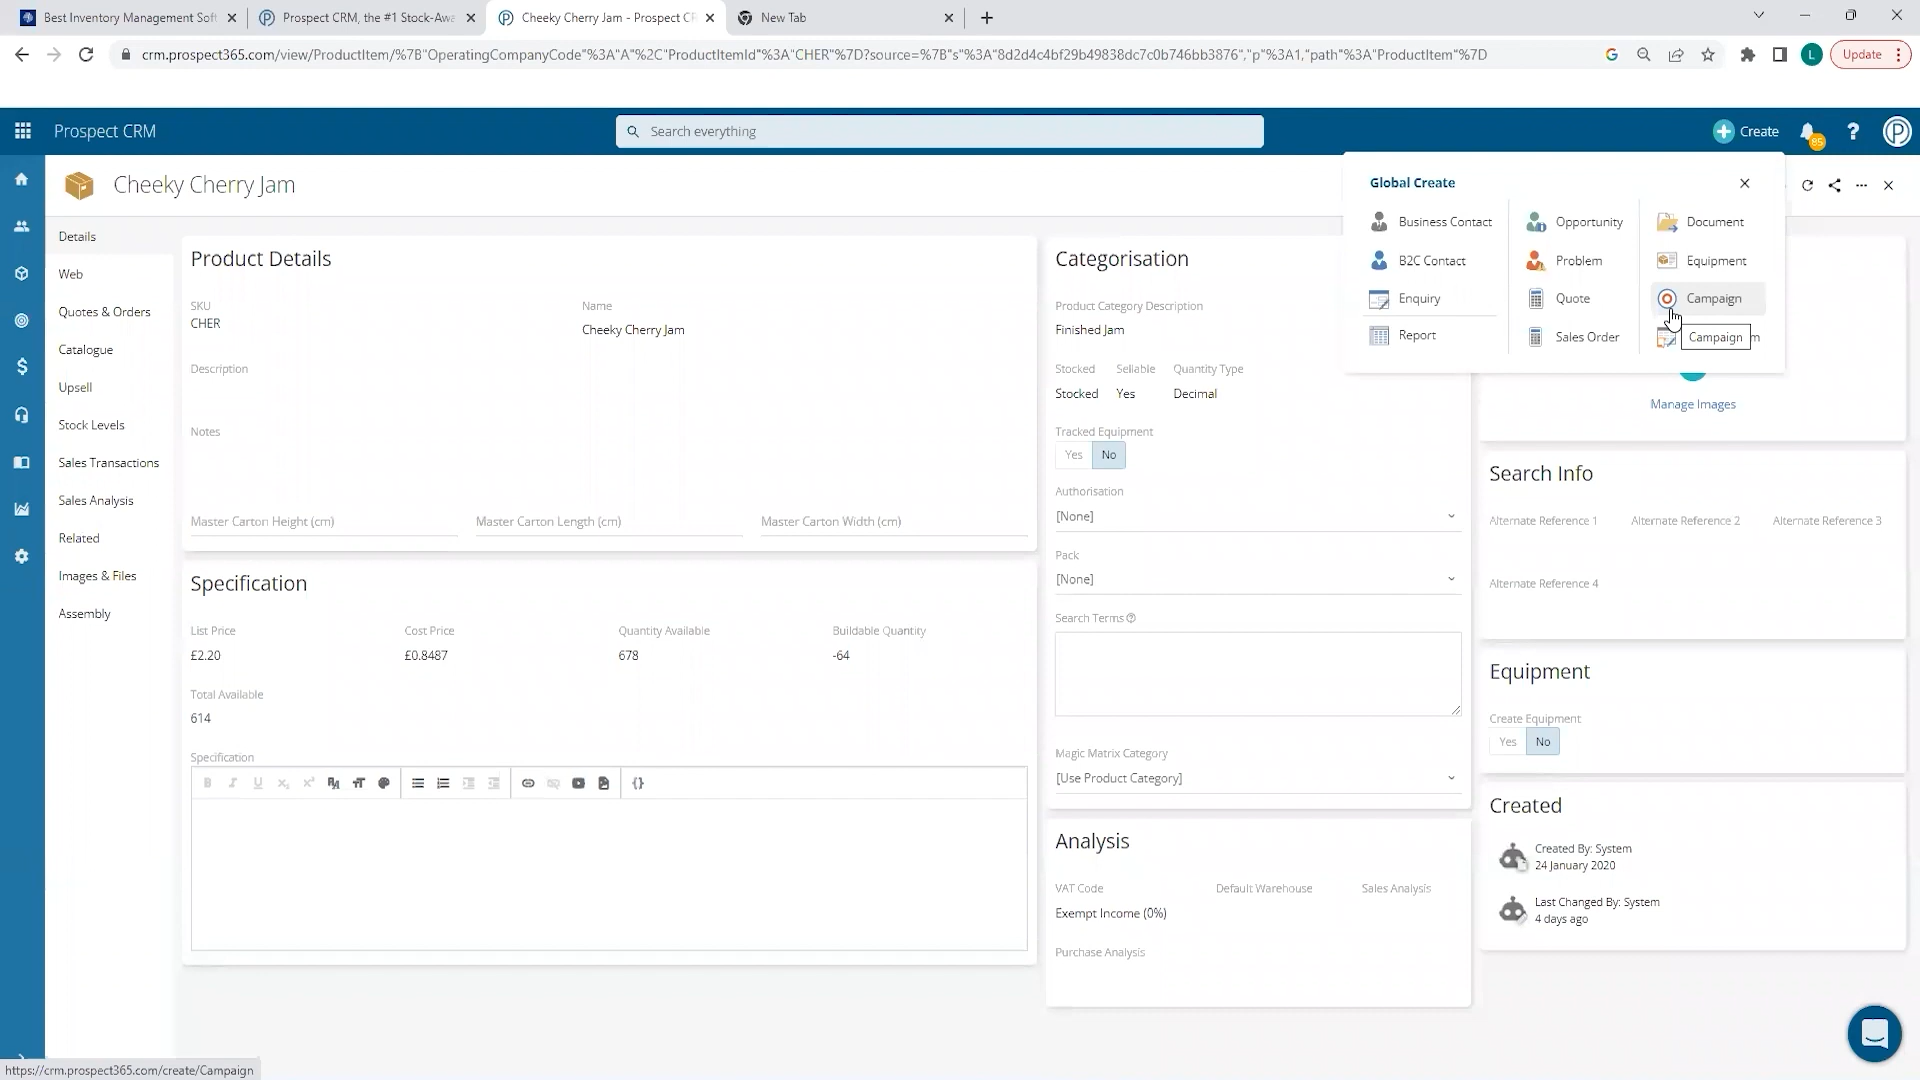 Best Inventory Management Soft
Prospect CRM, the #1 Stock-Awa
Cheeky Cherry Jam - Prospect CR
New Tab
crm.prospect365.com/view/ProductItem/%7B"OperatingCompanyCode"%3A"A"%2C"ProductItemId"%3A"CHER"%7D?source=%7B"s"%3A"8d2d4c4bf29b49838dc7c0b746bb3876","p"%3A1,"path"%3A"ProductItem"%7D
L
Update
Prospect CRM
Search everything
Create
85
Cheeky Cherry Jam
Global Create
Business Contact
Opportunity
Document
B2C Contact
Problem
Equipment
Enquiry
Quote
Campaign
Report
Sales Order
Campaign
Details
Web
Quotes & Orders
Catalogue
Upsell
Stock Levels
Sales Transactions
Sales Analysis
Related
Images & Files
Assembly
Product Details
SKU
CHER
Name
Cheeky Cherry Jam
Description
Notes
Master Carton Height (cm)
Master Carton Length (cm)
Master Carton Width (cm)
Specification
List Price
Cost Price
Quantity Available
Buildable Quantity
£2.20
£0.8487
678
-64
Total Available
614
Specification
Categorisation
Product Category Description
Finished Jam
Stocked
Sellable
Quantity Type
Stocked
Yes
Decimal
Tracked Equipment
Yes No
Authorisation
[None]
Pack
[None]
Search Terms
Magic Matrix Category
[Use Product Category]
Analysis
VAT Code
Default Warehouse
Sales Analysis
Exempt Income (0%)
Purchase Analysis
Manage Images
Search Info
Alternate Reference 1
Alternate Reference 2
Alternate Reference 3
Alternate Reference 4
Equipment
Create Equipment
Yes No
Created
Created By: System
24 January 2020
Last Changed By: System
4 days ago
https://crm.prospect365.com/create/Campaign